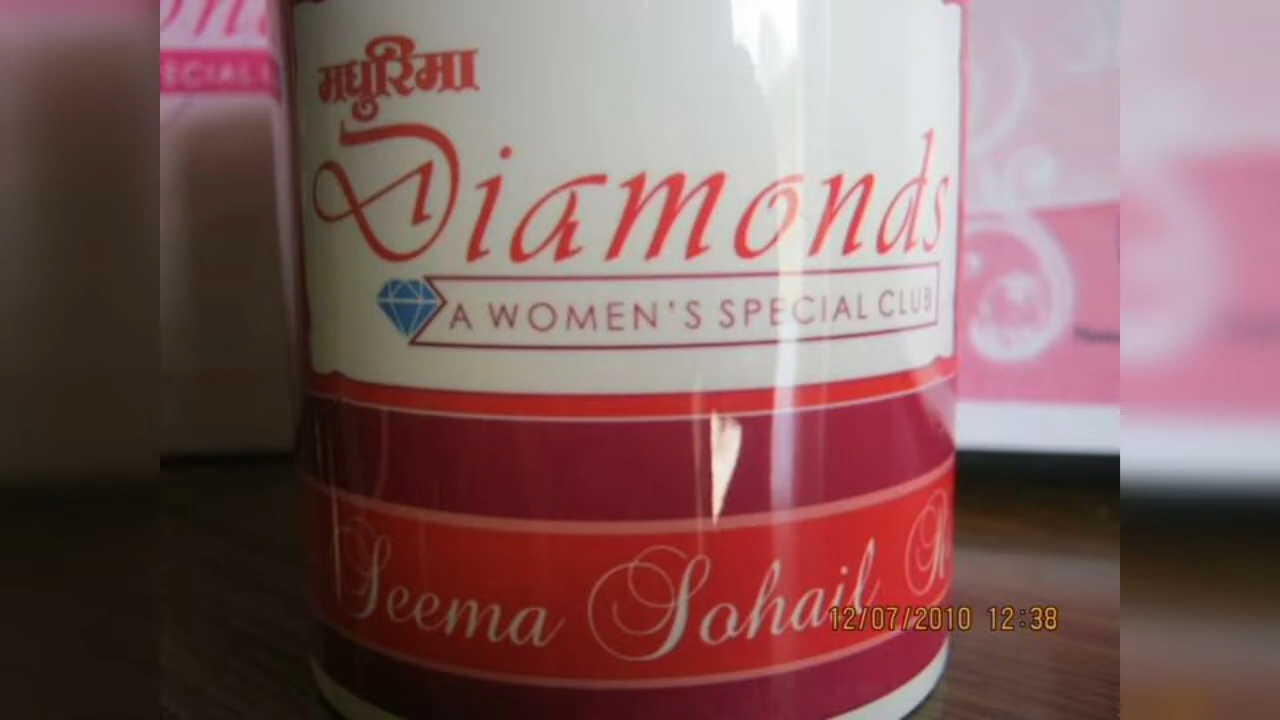 मधुरिमा
Diamonds
A WOMEN'S SPECIAL CLUB
Seema Sohail
12/07/2010 12:38